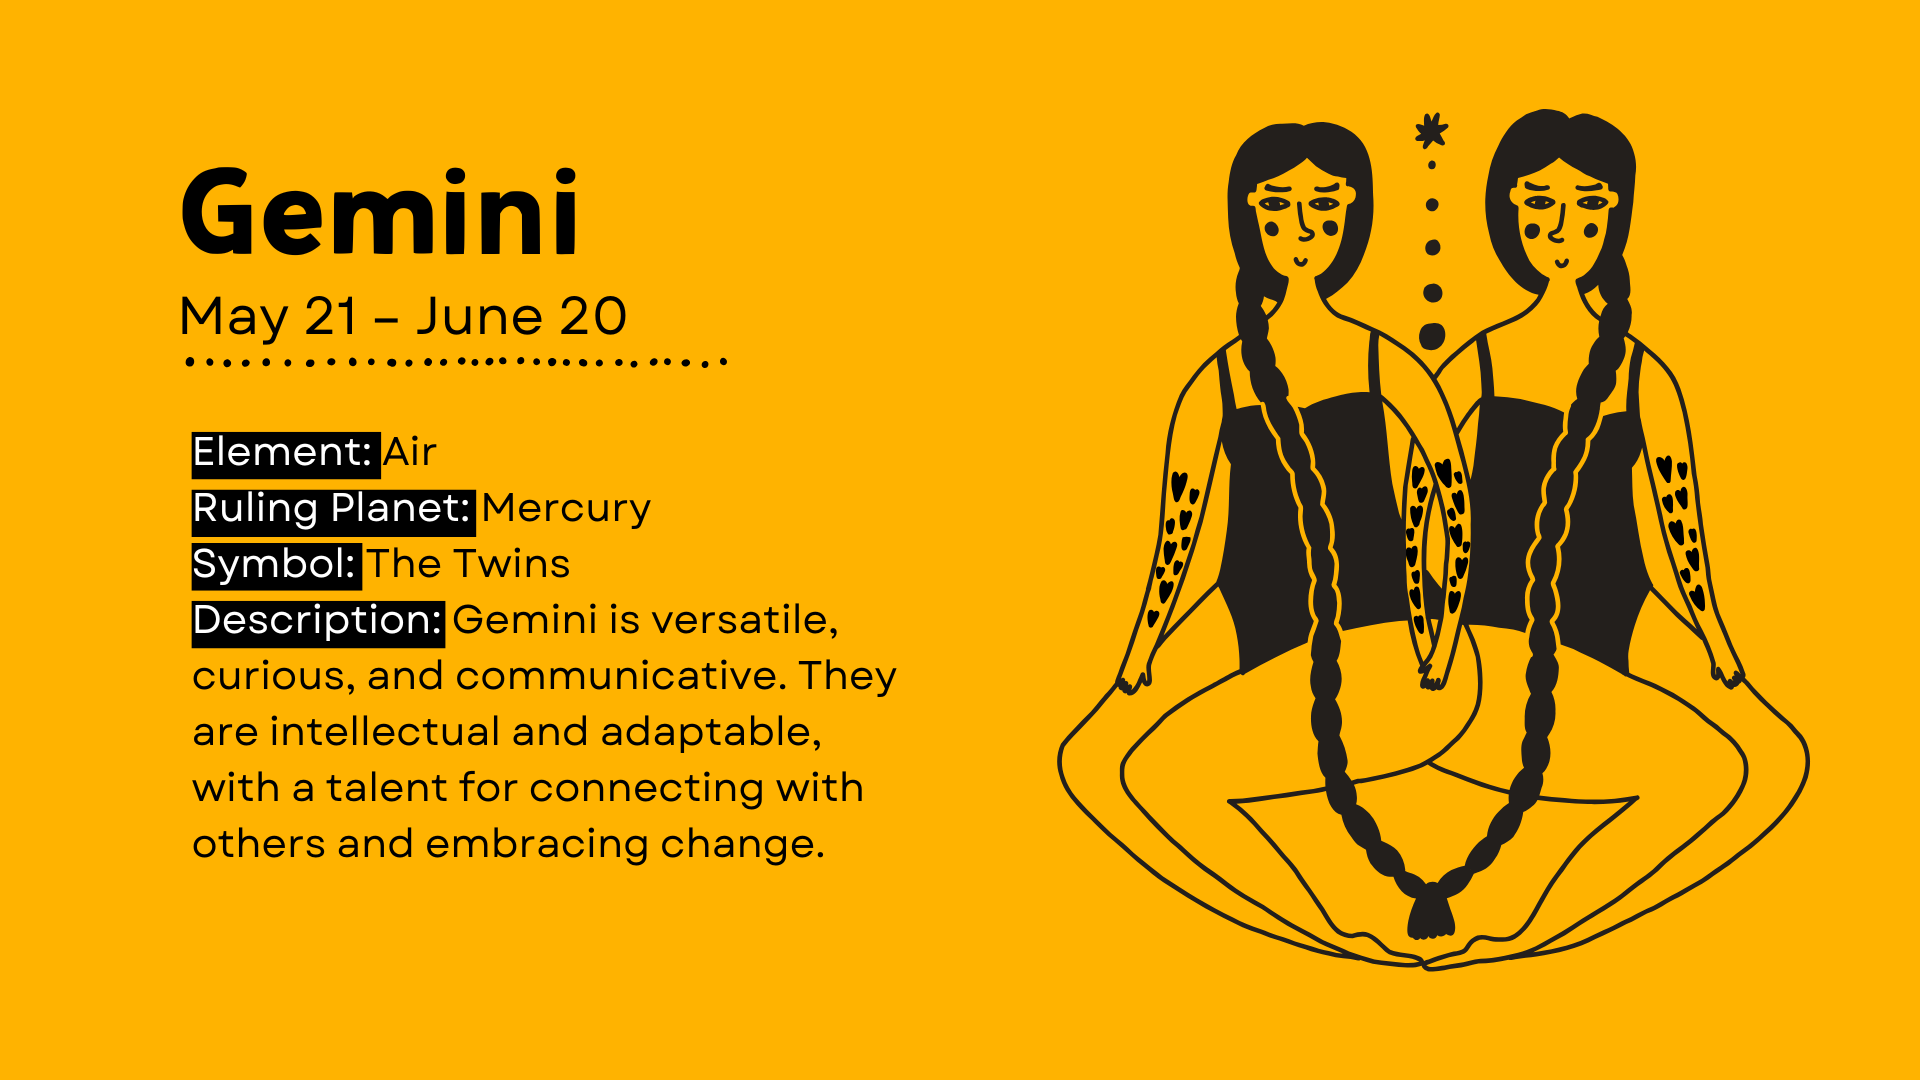 Gemini
May 21 – June 20
Element: Air
Ruling Planet: Mercury
Symbol: The Twins
Description: Gemini is versatile,
curious, and communicative. They
are intellectual and adaptable,
with a talent for connecting with
others and embracing change.